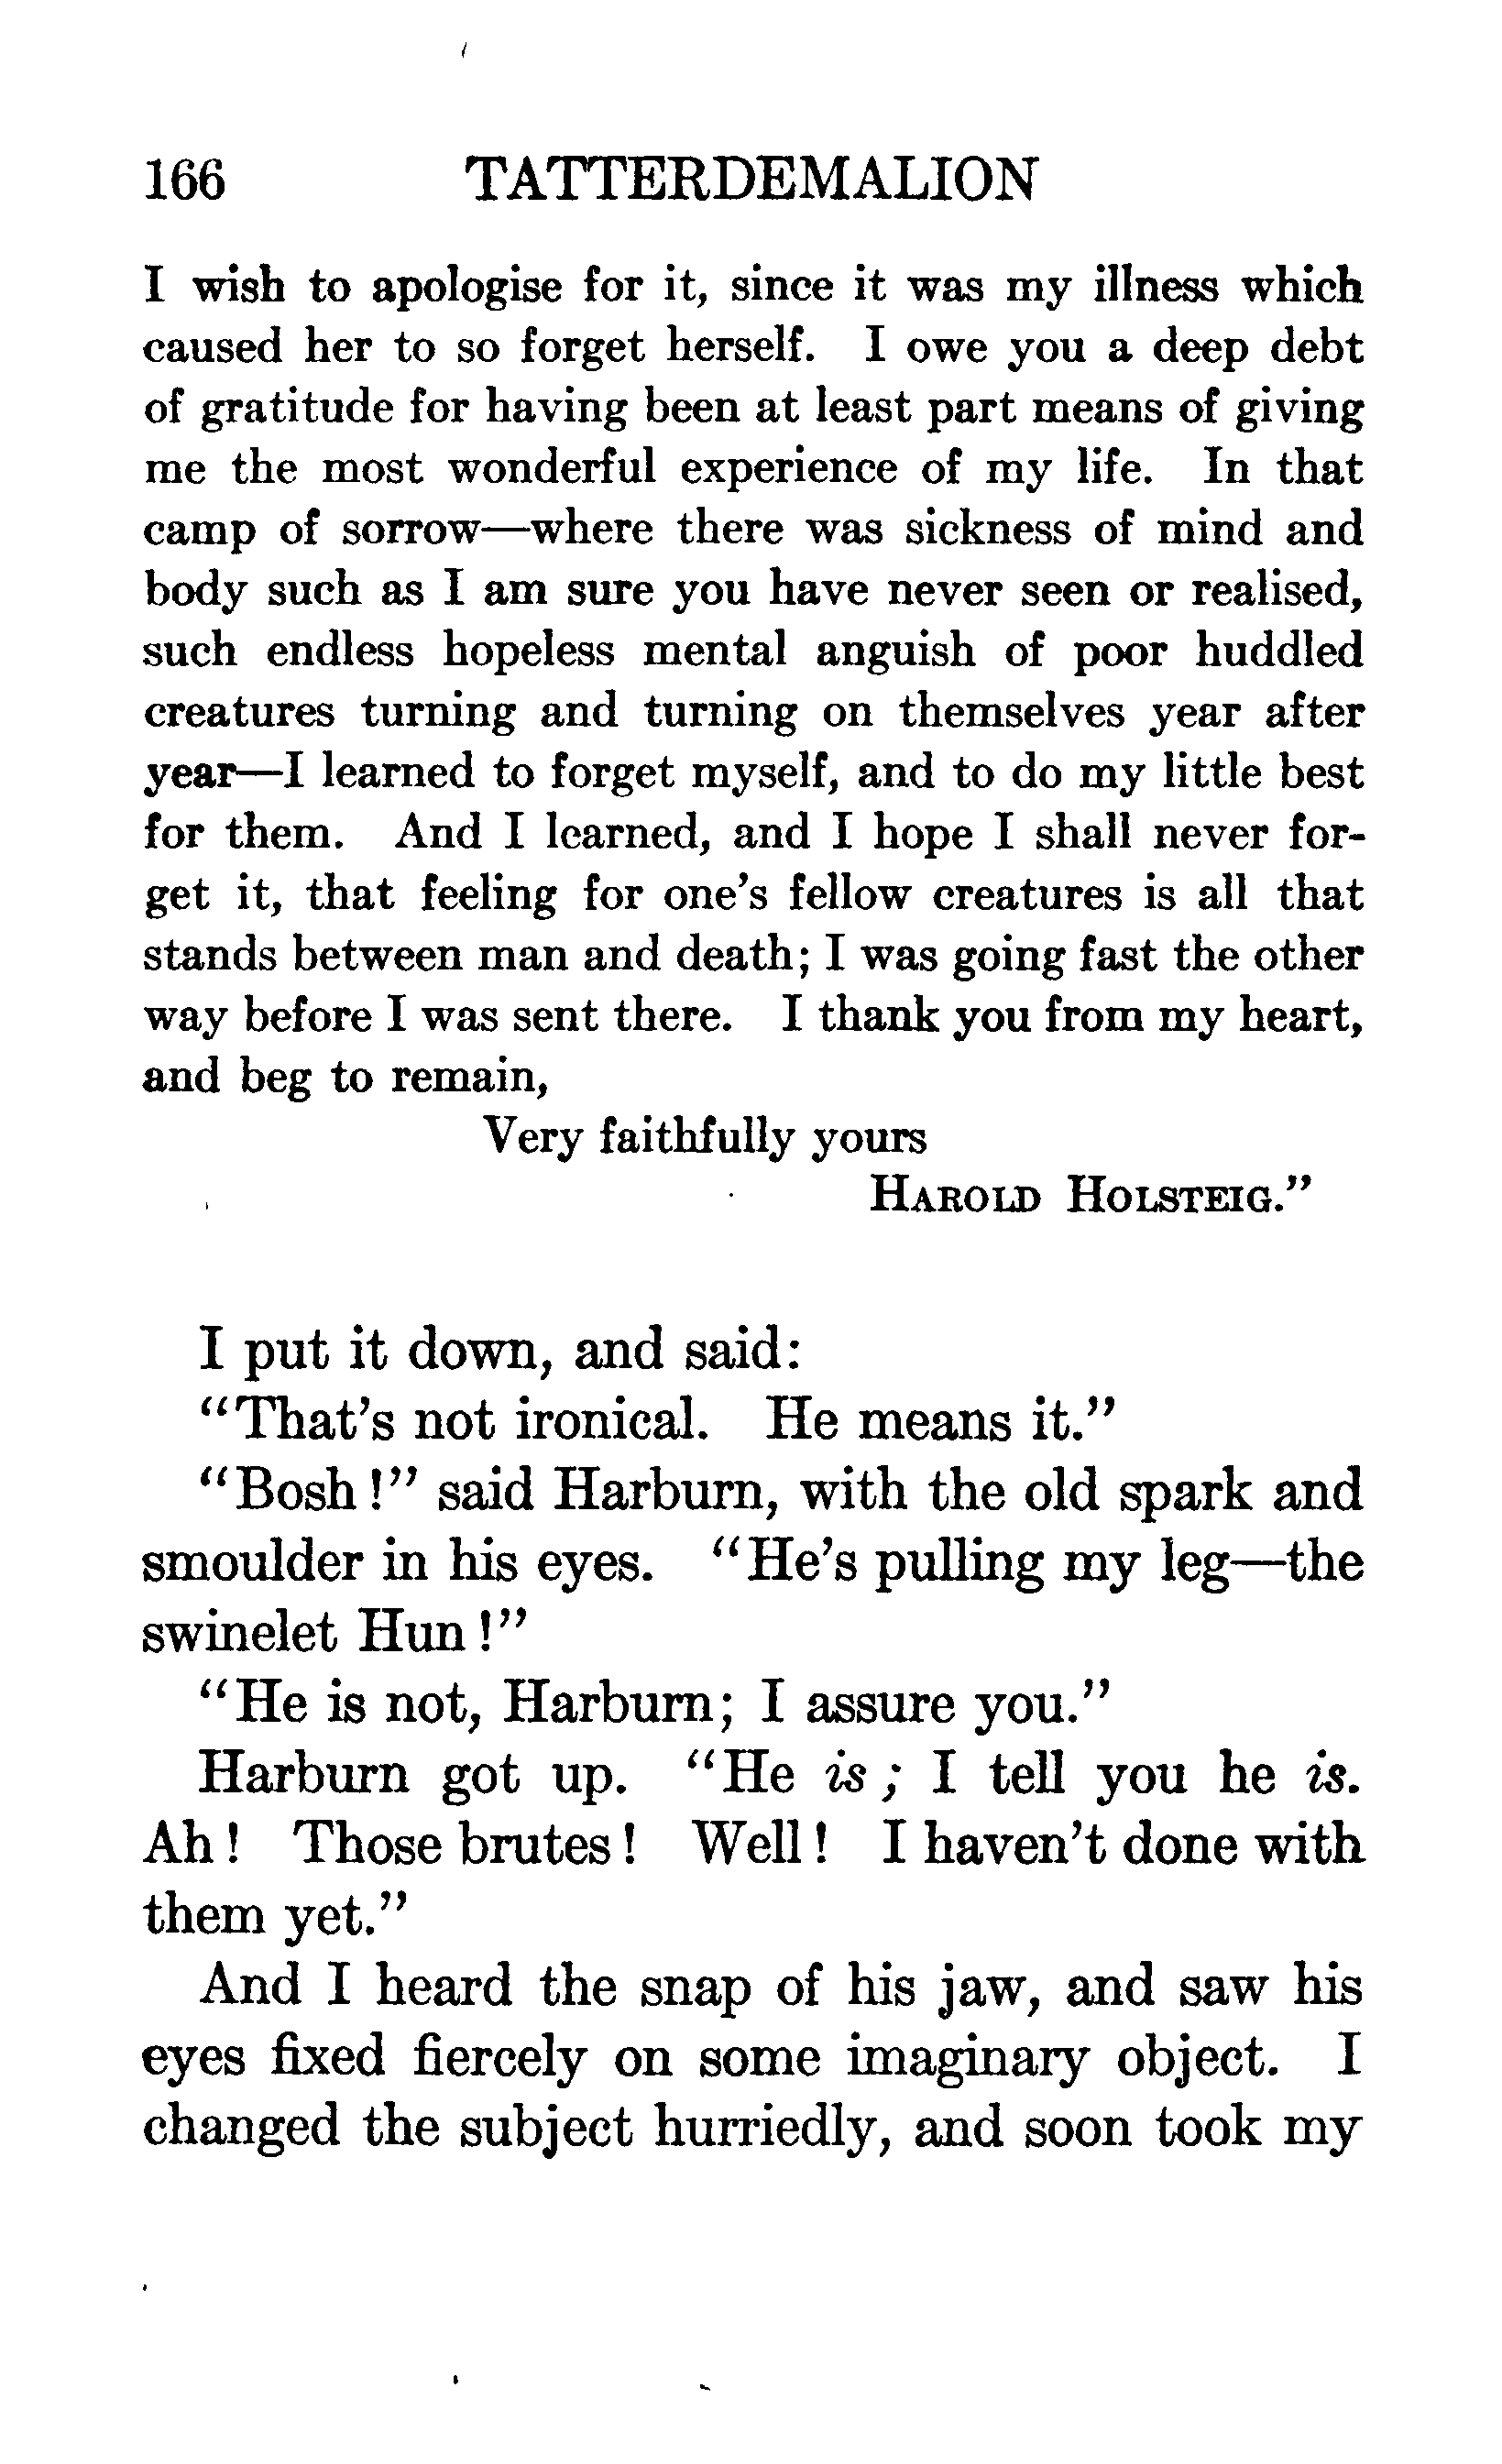 166 TATTERDEMALION
I wish to apologise for it, since it was my illness which
caused her to so forget herself. I owe you a deep debt
of gratitude for having been at least part means of giving
me the most wonderful experience of my life. In that
camp of sorrow—where there was sickness of mind and
body such as I am sure you have never seen or realised,
such endless hopeless mental anguish of poor huddled
creatures turning and turning on themselves year after
year—I learned to forget myself, and to do my little best
for them. And I learned, and I hope I shall never for-
get it, that feeling for one's fellow creatures is all that
stands between man and death; I was going fast the other
way before I was sent there. I thank you from my heart,
and beg to remain,
Very faithfully yours
HAROLD HOLSTEIG."
I put it down, and said:
"That's not ironical. He means it."
"Bosh!" said Harburn, with the old spark and
smoulder in his eyes. "He's pulling my leg—the
swinelet Hun!"
"He is not, Harburn; I assure you."
Harburn got up. "He is; I tell you he is.
Ah! Those brutes! Well! I haven't done with
them yet."
And I heard the snap of his jaw, and saw his
eyes fixed fiercely on some imaginary object. I
changed the subject hurriedly, and soon took my